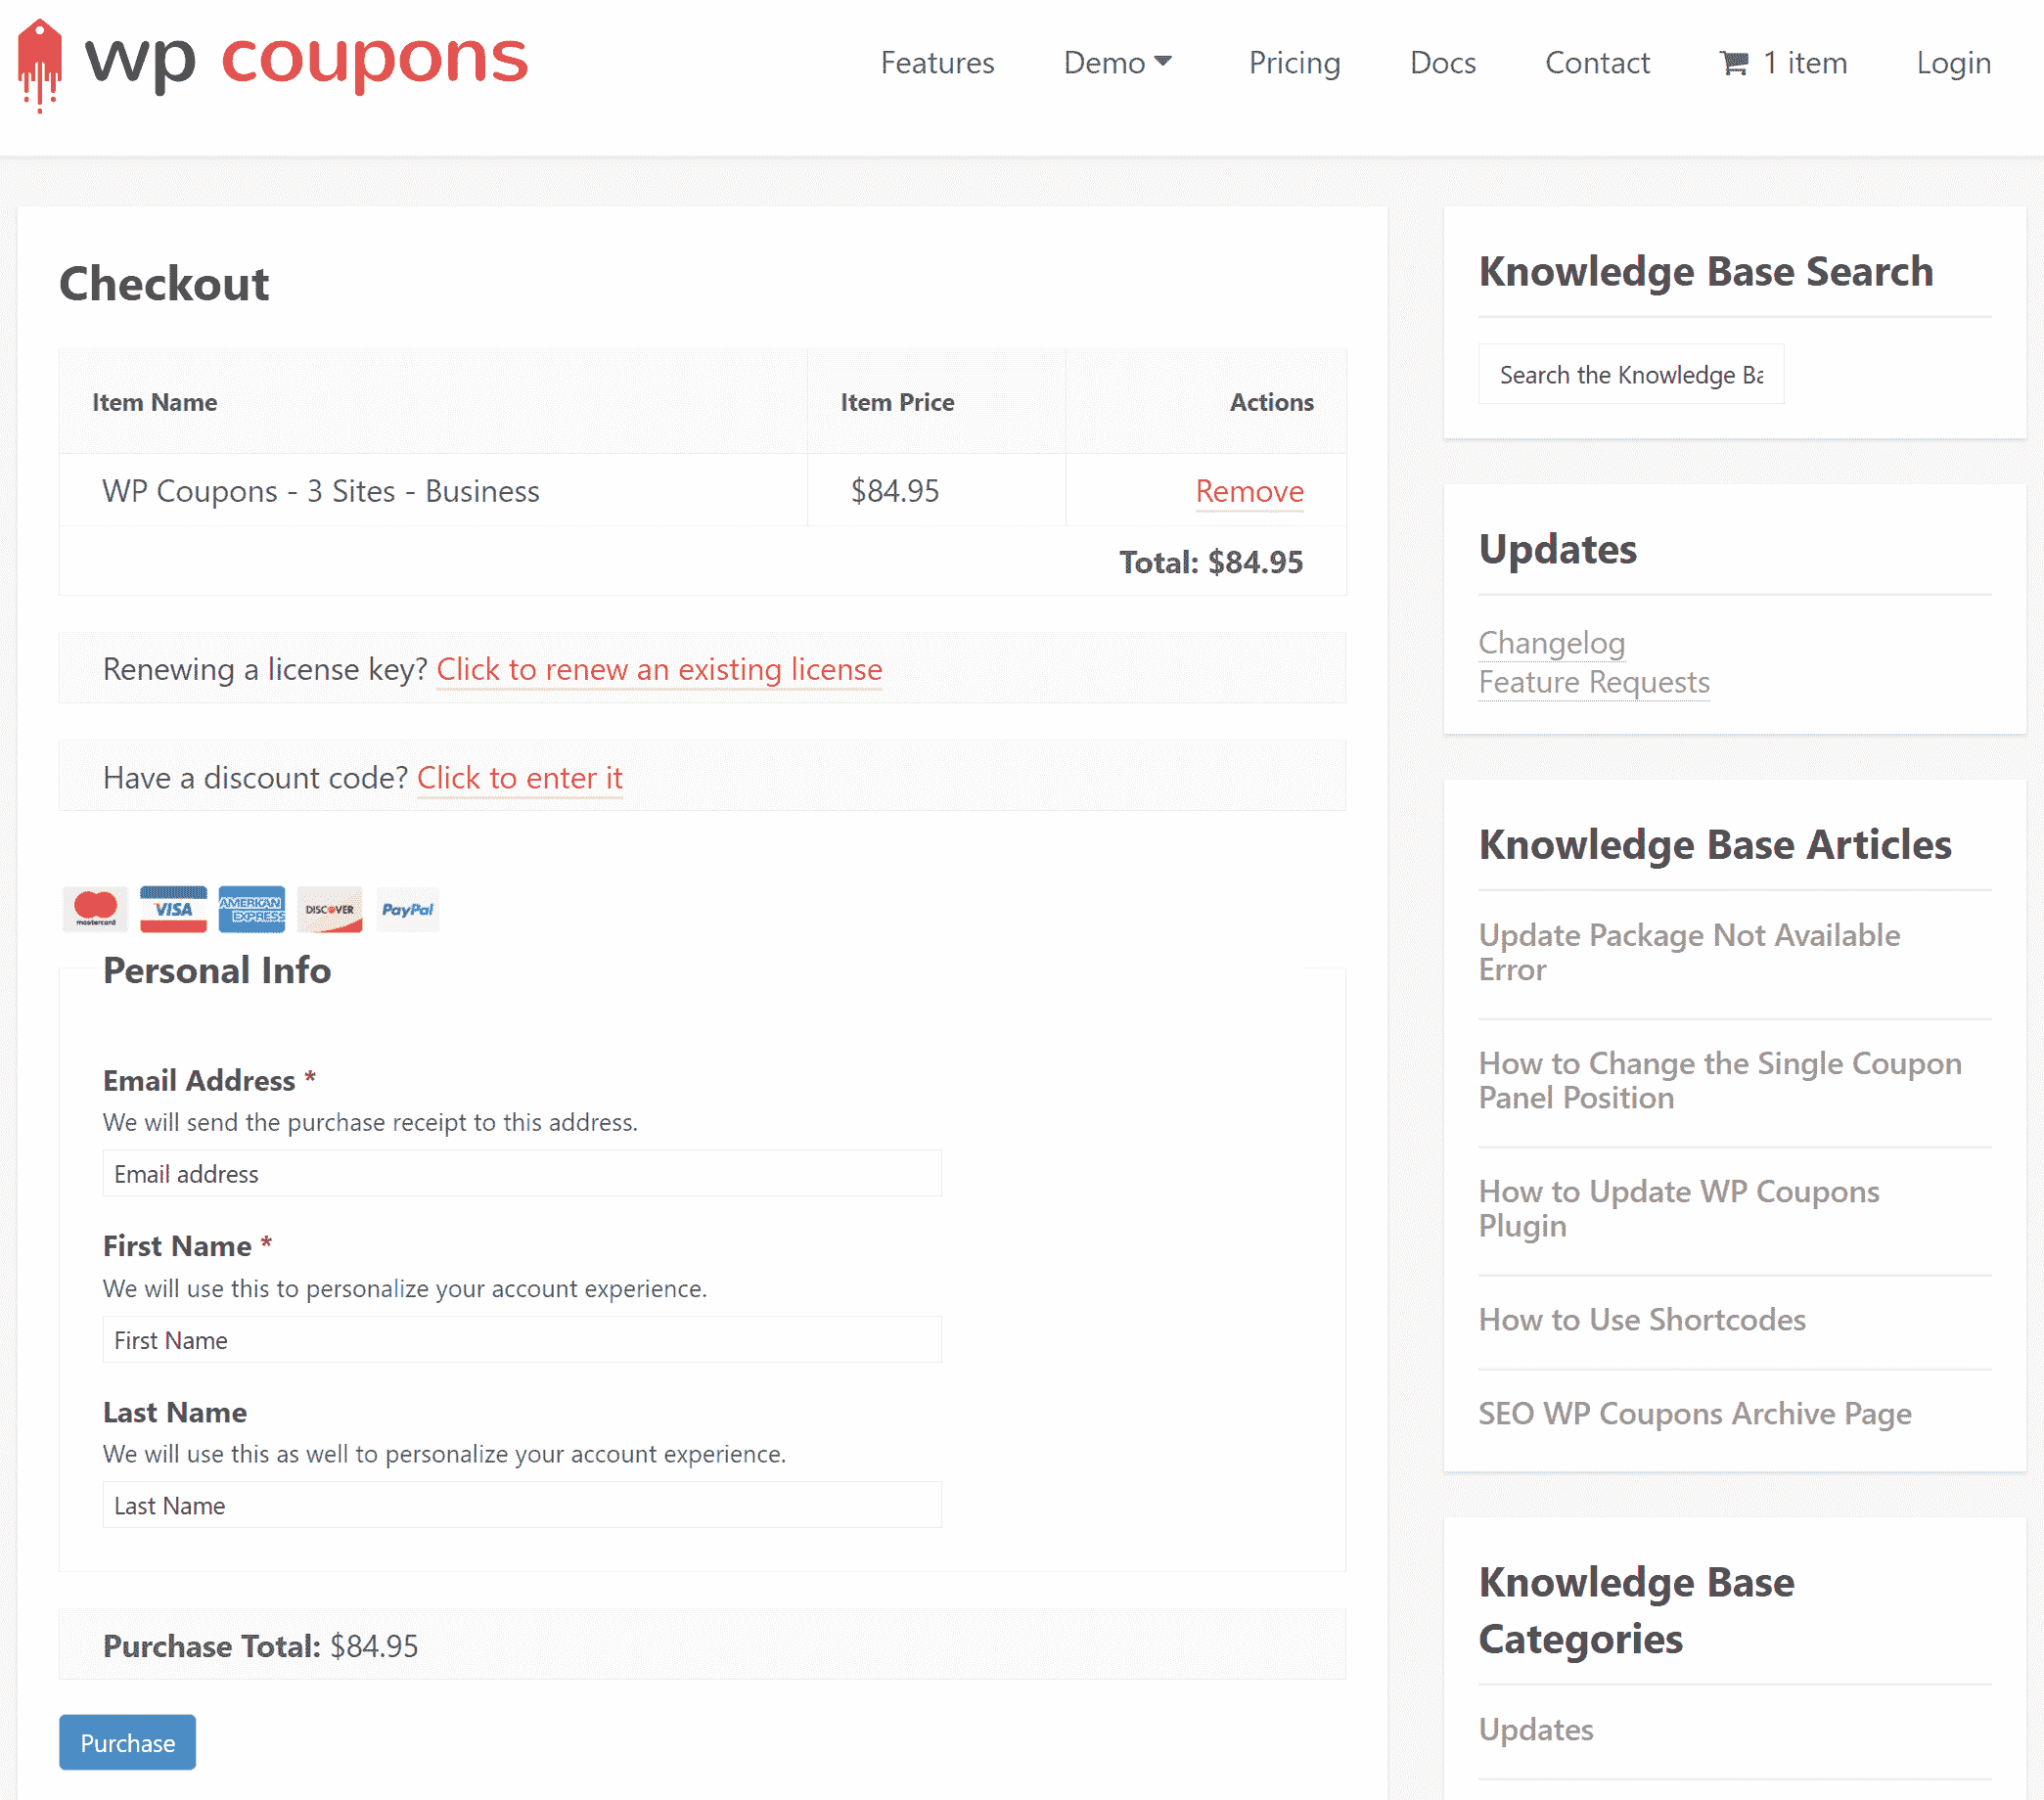 wp coupons
Features Demo Pricing Docs Contact 1 item Login
Checkout
Item Name Item Price Actions
WP Coupons - 3 Sites - Business $84.95 Remove
Total: $84.95
Renewing a license key? Click to renew an existing license
Have a discount code? Click to enter it
mastercard VISA AMERICAN EXPRESS DISCOVER PayPal
Personal Info
Email Address *
We will send the purchase receipt to this address.
Email address
First Name *
We will use this to personalize your account experience.
First Name
Last Name
We will use this as well to personalize your account experience.
Last Name
Purchase Total: $84.95
Purchase
Knowledge Base Search
Search the Knowledge Ba
Updates
Changelog
Feature Requests
Knowledge Base Articles
Update Package Not Available
Error
How to Change the Single Coupon
Panel Position
How to Update WP Coupons
Plugin
How to Use Shortcodes
SEO WP Coupons Archive Page
Knowledge Base
Categories
Updates